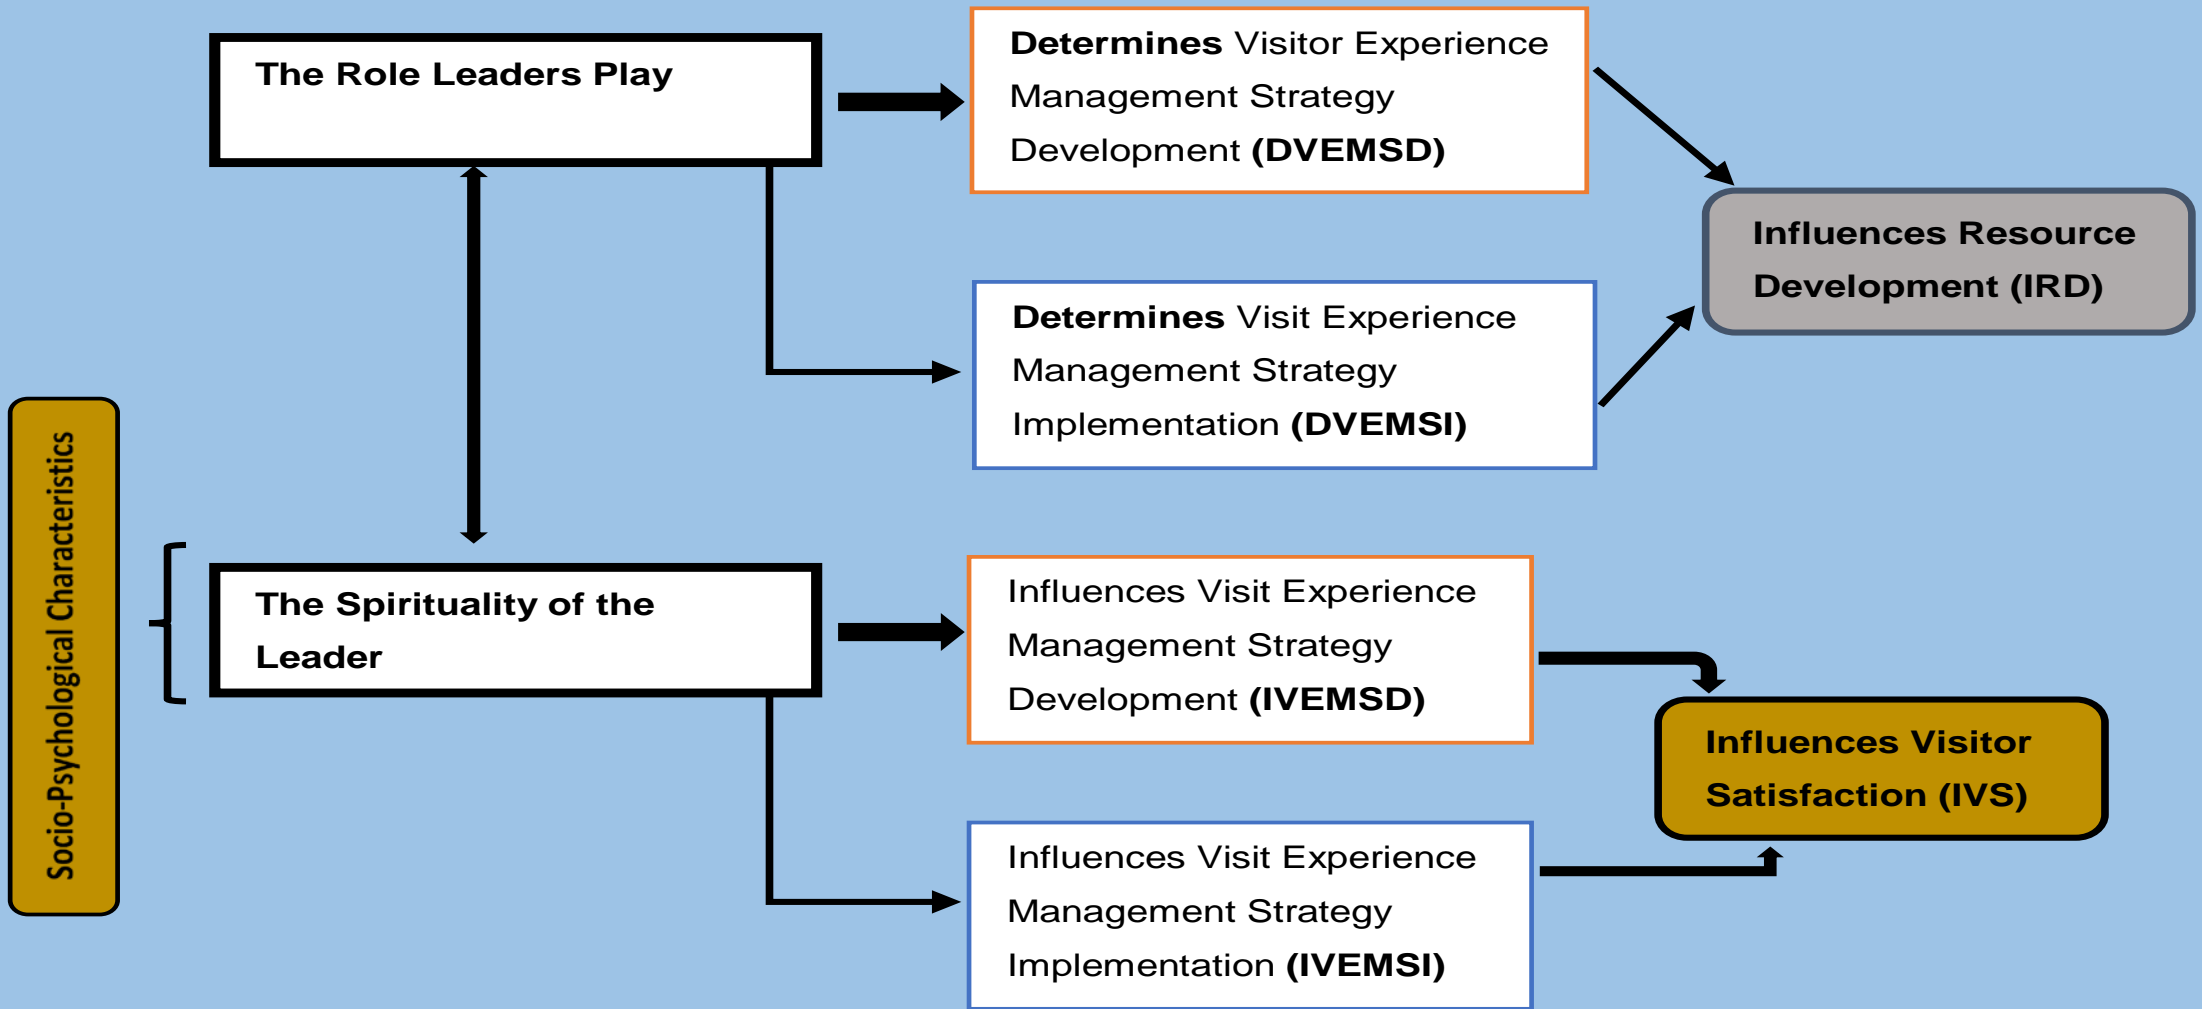 The Role Leaders Play
Determines Visitor Experience
Management Strategy
Development (DVEMSD)
Influences Resource
Development (IRD)
Determines Visit Experience
Management Strategy
Implementation (DVEMSI)
Socio-Psychological Characteristics
The Spirituality of the
Leader
Influences Visit Experience
Management Strategy
Development (IVEMSD)
Influences Visitor
Satisfaction (IVS)
Influences Visit Experience
Management Strategy
Implementation (IVEMSI)